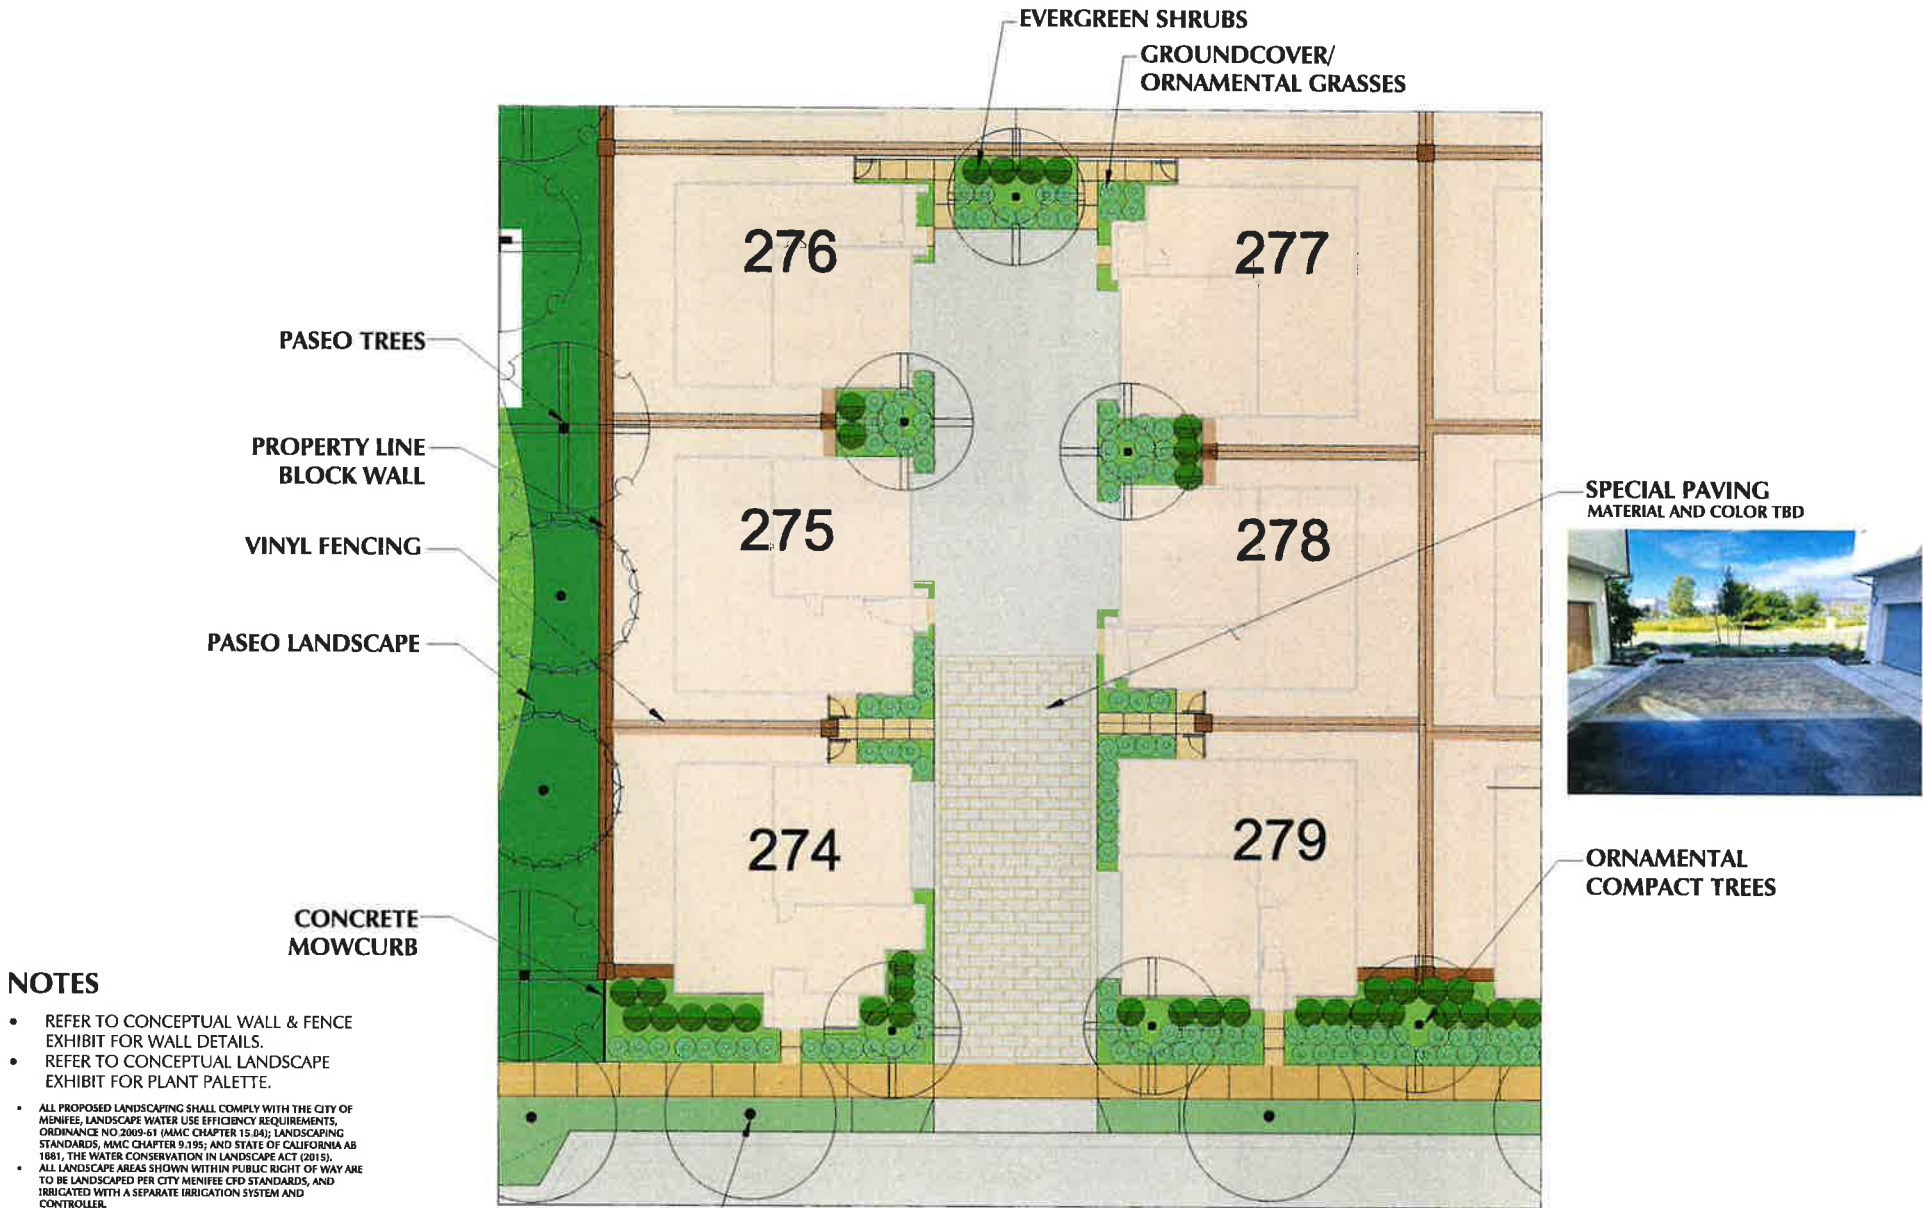 EVERGREEN SHRUBS
GROUNDCOVER/
ORNAMENTAL GRASSES
276
277
PASEO TREES
PROPERTY LINE
BLOCK WALL
VINYL FENCING
PASEO LANDSCAPE
275
278
SPECIAL PAVING
MATERIAL AND COLOR TBD
274
279
ORNAMENTAL
COMPACT TREES
CONCRETE
MOWCURB
NOTES
• REFER TO CONCEPTUAL WALL & FENCE
EXHIBIT FOR WALL DETAILS.
• REFER TO CONCEPTUAL LANDSCAPE
EXHIBIT FOR PLANT PALETTE.
• ALL PROPOSED LANDSCAPING SHALL COMPLY WITH THE CITY OF
MENIFEE, LANDSCAPE WATER USE EFFICIENCY REQUIREMENTS,
ORDINANCE NO.2009-61 (MMC CHAPTER 15.04); LANDSCAPING
STANDARDS, MMC CHAPTER 9.195; AND STATE OF CALIFORNIA AB
1881, THE WATER CONSERVATION IN LANDSCAPE ACT (2015).
• ALL LANDSCAPE AREAS SHOWN WITHIN PUBLIC RIGHT OF WAY ARE
TO BE LANDSCAPED PER CITY MENIFEE CFD STANDARDS, AND
IRRIGATED WITH A SEPARATE IRRIGATION SYSTEM AND
CONTROLLER.